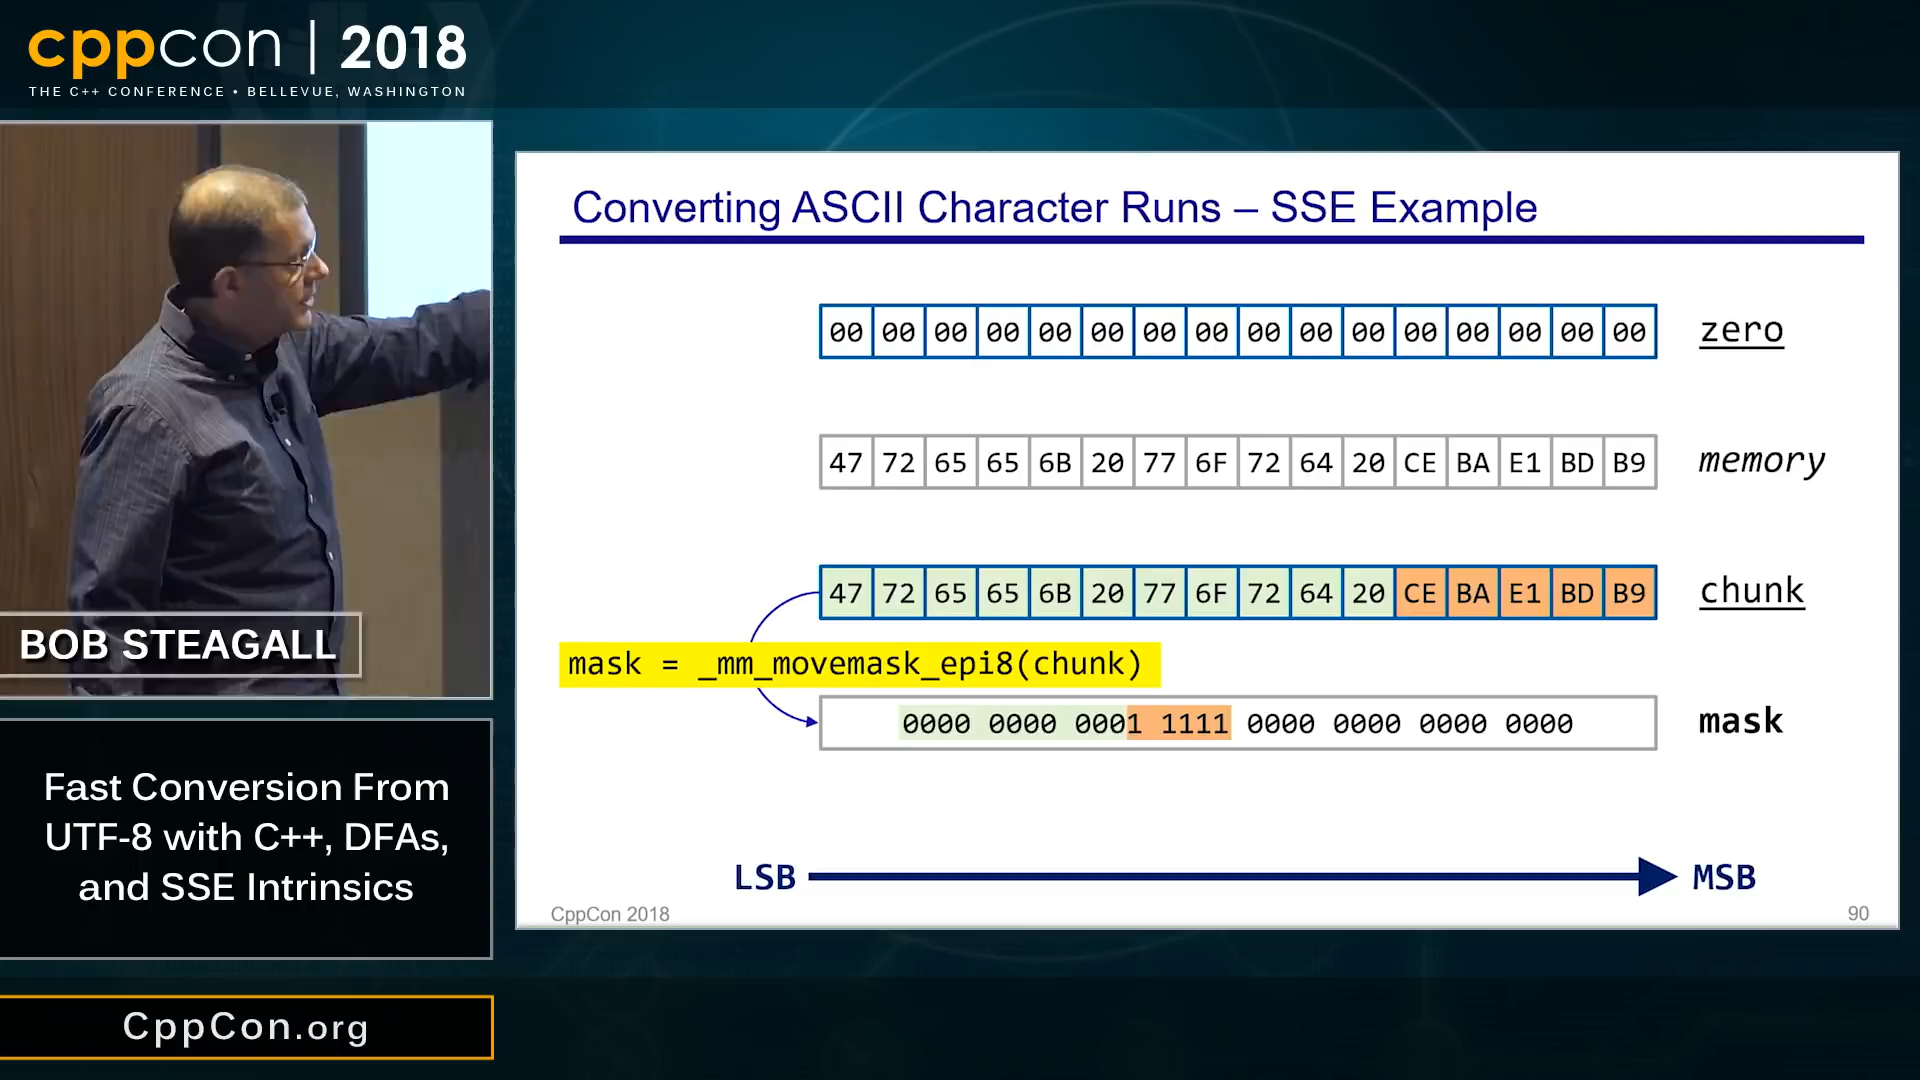 cppcon | 2018
THE C++ CONFERENCE • BELLEVUE, WASHINGTON
BOB STEAGALL
Fast Conversion From
UTF-8 with C++, DFAs,
and SSE Intrinsics
CppCon.org
Converting ASCII Character Runs – SSE Example
00 00 00 00 00 00 00 00 00 00 00 00 00 00 00 00 zero
47 72 65 65 6B 20 77 6F 72 64 20 CE BA E1 BD B9 memory
47 72 65 65 6B 20 77 6F 72 64 20 CE BA E1 BD B9 chunk
mask = _mm_movemask_epi8(chunk)
0000 0000 0001 1111 0000 0000 0000 0000 mask
LSB MSB
CppCon 2018 90